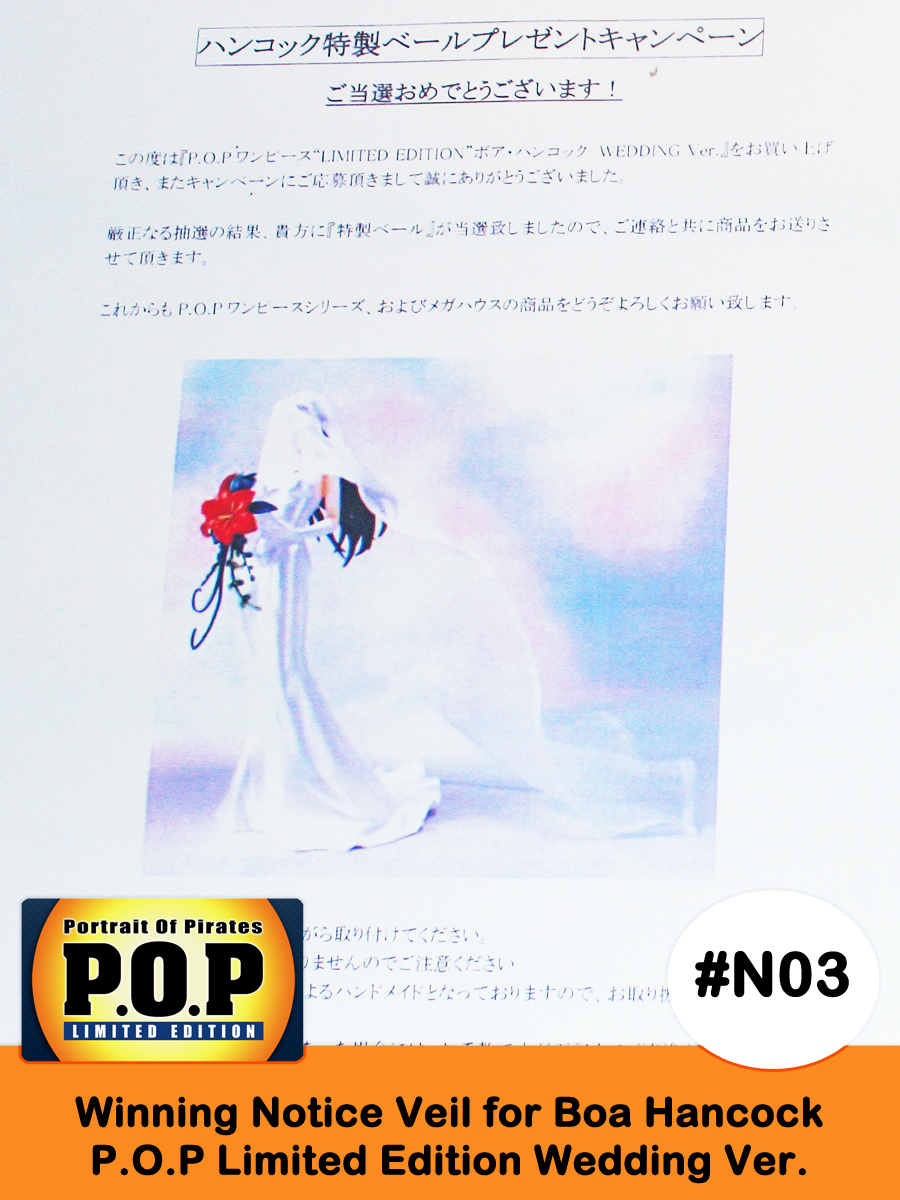 ハンコック特製ベールプレゼントキャンペーン
ご当選おめでとうございます！
この度は『P.O.Pワンピース“LIMITED EDITION”ボア・ハンコック WEDDING Ver.』をお買い上げ
頂き、またキャンペーンにご応募頂きまして誠にありがとうございました。
厳正なる抽選の結果、貴方に『特製ベール』が当選致しましたので、ご連絡と共に商品をお送りさ
せて頂きます。
これからもP.O.Pワンピースシリーズ、およびメガハウスの商品をどうぞよろしくお願い致します。
がら取り付けてください。
りませんのでご注意ください
よるハンドメイドとなっておりますので、お取り扱
Portrait Of Pirates
P.O.P
LIMITED EDITION
#N03
Winning Notice Veil for Boa Hancock
P.O.P Limited Edition Wedding Ver.